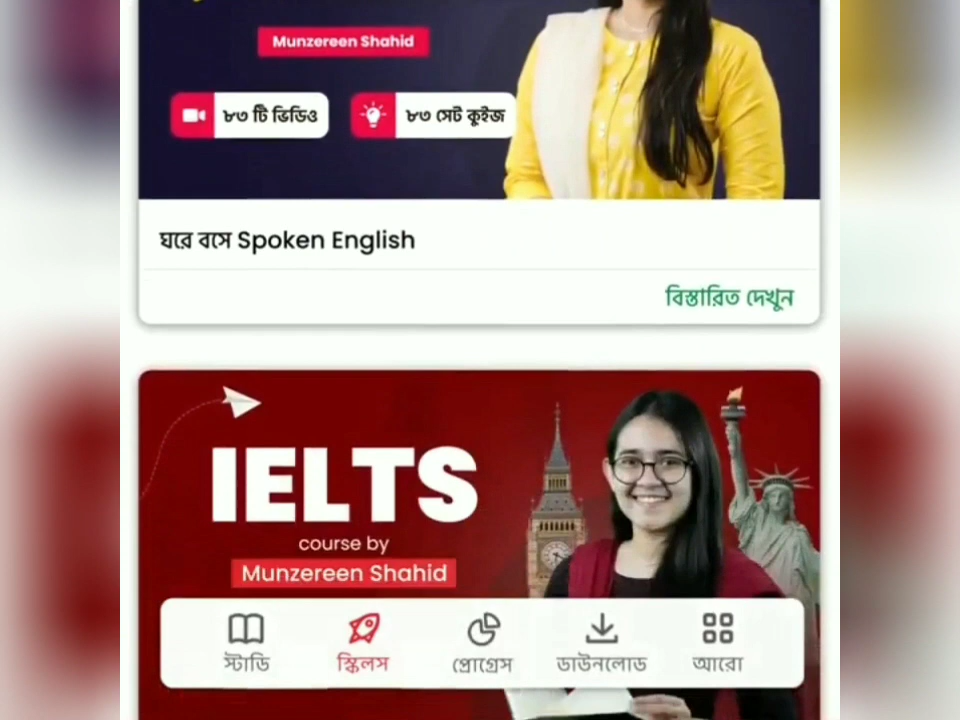 Munzereen Shahid
৮৩ টি ভিডিও
৮৩ সেট কুইজ
ঘরে বসে Spoken English
বিস্তারিত দেখুন
IELTS
course by
Munzereen Shahid
স্টাডি
স্কিলস
প্রোগ্রেস
ডাউনলোড
আরো